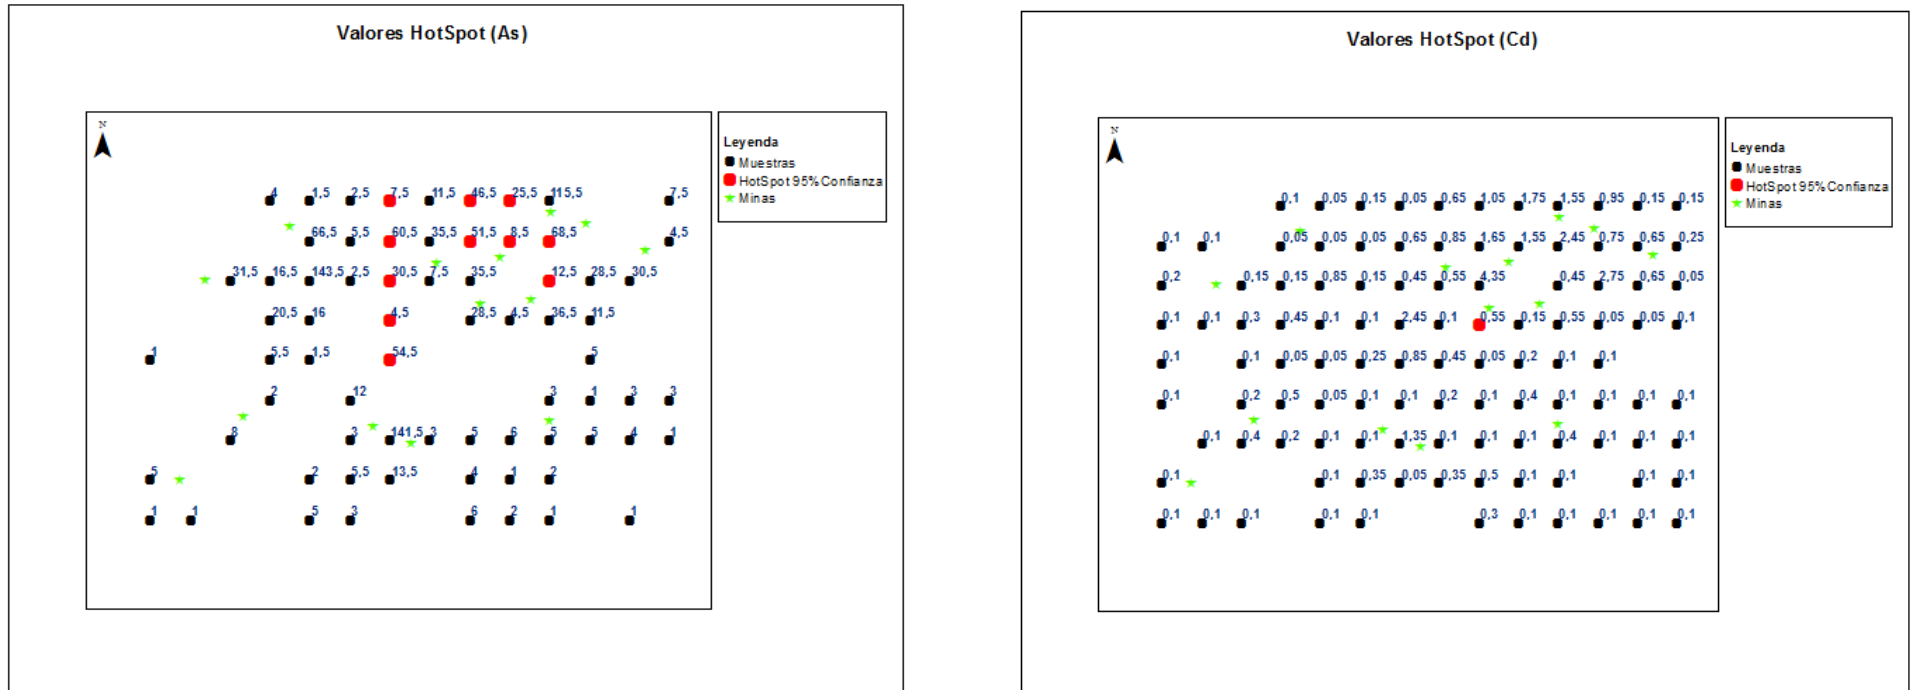 Valores HotSpot (As)
N
Leyenda
Muestras
HotSpot 95% Confianza
Minas
4 1,5 2,5 7,5 11,5 46,5 25,5 115,5 7,5
66,5 5,5 60,5 35,5 51,5 8,5 68,5 4,5
31,5 16,5 143,5 2,5 30,5 7,5 35,5 12,5 28,5 30,5
20,5 16 4,5 28,5 4,5 36,5 11,5
1 5,5 1,5 54,5 5
2 12 3 1 3 3
8 3 141,5 3 5 6 5 5 4 1
5 2 5,5 13,5 4 1 2
1 1 5 3 6 2 1 1
Valores HotSpot (Cd)
N
Leyenda
Muestras
HotSpot 95% Confianza
Minas
0,1 0,05 0,15 0,05 0,65 1,05 1,75 1,55 0,95 0,15 0,15
0,1 0,1 0,05 0,05 0,05 0,65 0,85 1,65 1,55 2,45 0,75 0,65 0,25
0,2 0,15 0,15 0,85 0,15 0,45 0,55 4,35 0,45 2,75 0,65 0,05
0,1 0,1 0,3 0,45 0,1 0,1 2,45 0,1 0,55 0,15 0,55 0,05 0,05 0,1
0,1 0,1 0,05 0,05 0,25 0,85 0,45 0,05 0,2 0,1 0,1
0,1 0,2 0,5 0,05 0,1 0,1 0,2 0,1 0,4 0,1 0,1 0,1 0,1
0,1 0,4 0,2 0,1 0,1 1,35 0,1 0,1 0,1 0,4 0,1 0,1 0,1
0,1 0,1 0,35 0,05 0,35 0,5 0,1 0,1 0,1 0,1
0,1 0,1 0,1 0,1 0,1 0,3 0,1 0,1 0,1 0,1 0,1